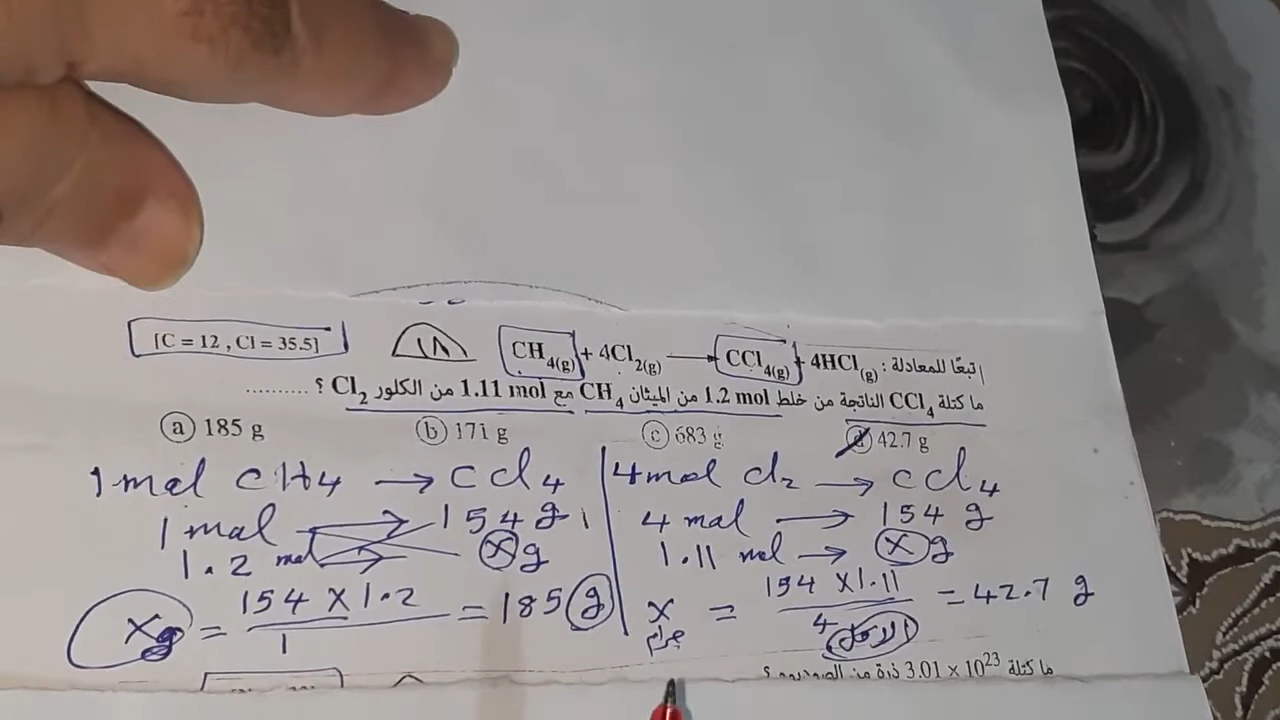 [C = 12 , Cl = 35.5]
١٨
تبعًا للمعادلة : CH4(g) + 4Cl2(g) → CCl4(g) + 4HCl(g)
ما كتلة CCl4 الناتجة من خلط 1.2 mol من الميثان CH4 مع 1.11 mol من الكلور Cl2 ؟ ..........
a 185 g b 171 g c 683 g d 42.7 g
1 mol CH4 → CCl4
1 mol → 154 g
1.2 mol → x g
x g = 154 x 1.2 / 1 = 185 g
4 mol Cl2 → CCl4
4 mol → 154 g
1.11 mol → x g
x = 154 x 1.11 / 4 = 42.7 g
جرام
الاقل
ما كتلة 3.01 x 10²³ ذرة من الصوديوم ؟